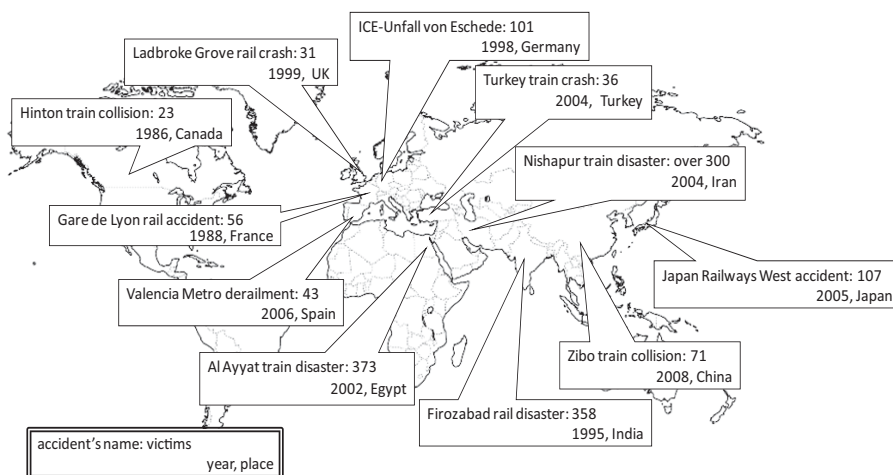 ICE-Unfall von Eschede: 101
1998, Germany
Ladbroke Grove rail crash: 31
1999, UK
Turkey train crash: 36
2004, Turkey
Hinton train collision: 23
1986, Canada
Nishapur train disaster: over 300
2004, Iran
Gare de Lyon rail accident: 56
1988, France
Japan Railways West accident: 107
2005, Japan
Valencia Metro derailment: 43
2006, Spain
Zibo train collision: 71
2008, China
Al Ayyat train disaster: 373
2002, Egypt
Firozabad rail disaster: 358
1995, India
accident's name: victims
year, place